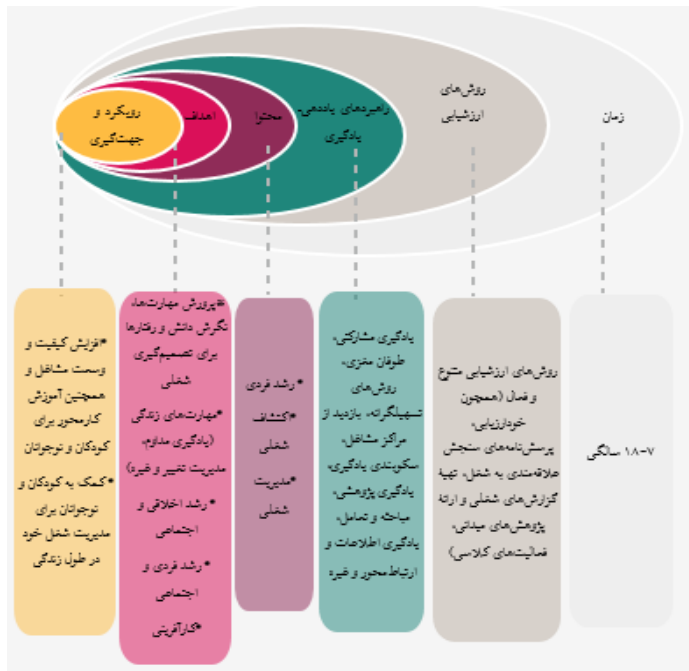 رویکرد و
جهت‌گیری
اهداف
محتوا
راهبردهای یاددهی-
یادگیری
روش‌های
ارزشیابی
زمان
*افزایش کیفیت و
وسعت مشاغل و
همچنین آموزش
کارمحور برای
کودکان و نوجوانان
*کمک به کودکان و
نوجوانان برای
مدیریت شغل خود
در طول زندگی
*پرورش مهارت‌ها،
نگرش دانش و رفتارها
برای تصمیم‌گیری
شغلی
*مهارت‌های زندگی
(یادگیری مداوم،
مدیریت تغییر و غیره)
*رشد اخلاقی و
اجتماعی
*رشد فردی و
اجتماعی
*کارآفرینی
*رشد فردی
*اکتشاف
شغلی
*مدیریت
شغلی
یادگیری مشارکتی،
طوفان مغزی،
روش‌های
تسهیلگرانه، بازدید از
مراکز مشاغل،
سکوبندی یادگیری،
یادگیری پژوهشی،
مباحثه و تعامل،
یادگیری اطلاعات و
ارتباط‌محور و غیره
روش‌های ارزشیابی متنوع
و فعال (همچون
خودارزیابی،
پرسش‌نامه‌های سنجش
علاقه‌مندی به شغل، تهیهٔ
گزارش‌های شغلی و ارائهٔ
پژوهش‌های میدانی،
فعالیت‌های کلاسی)
۷-۱۸ سالگی